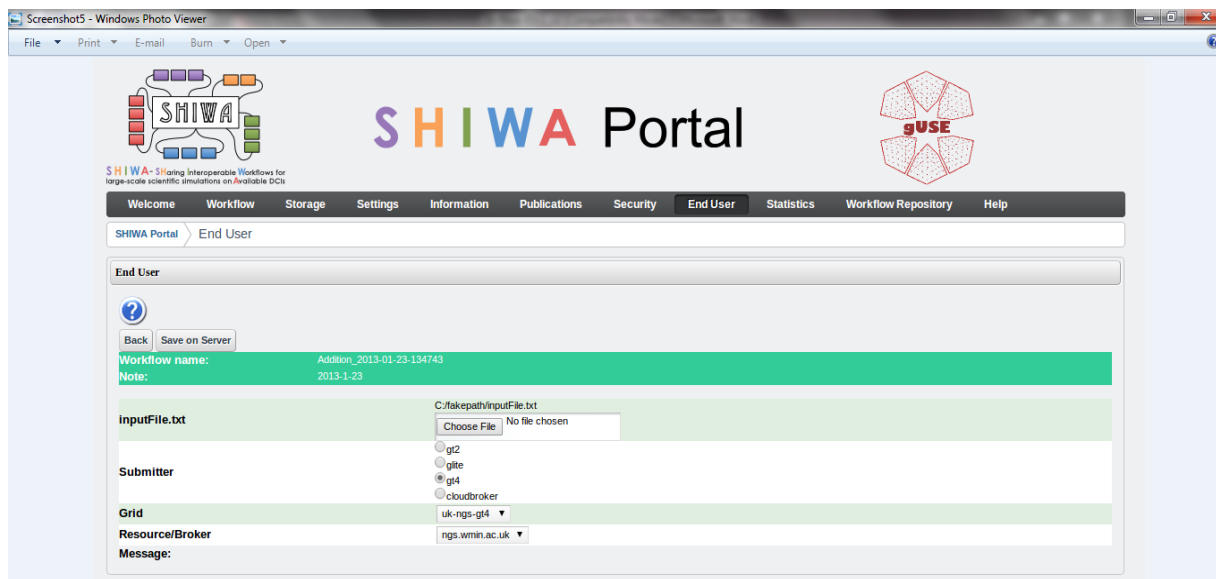 Screenshot5 - Windows Photo Viewer
File Print E-mail Burn Open
SHIWA
SHIWA Portal
gUSE
SHIWA- SHaring Interoperable Workflows for
large-scale scientific simulations on Available DCIs
Welcome Workflow Storage Settings Information Publications Security End User Statistics Workflow Repository Help
SHIWA Portal End User
End User
?
Back Save on Server
Workflow name: Addition_2013-01-23-134743
Note: 2013-1-23
C:/fakepath/inputFile.txt
inputFile.txt Choose File No file chosen
gt2
glite
Submitter
gt4
cloudbroker
Grid uk-ngs-gt4
Resource/Broker ngs.wmin.ac.uk
Message: